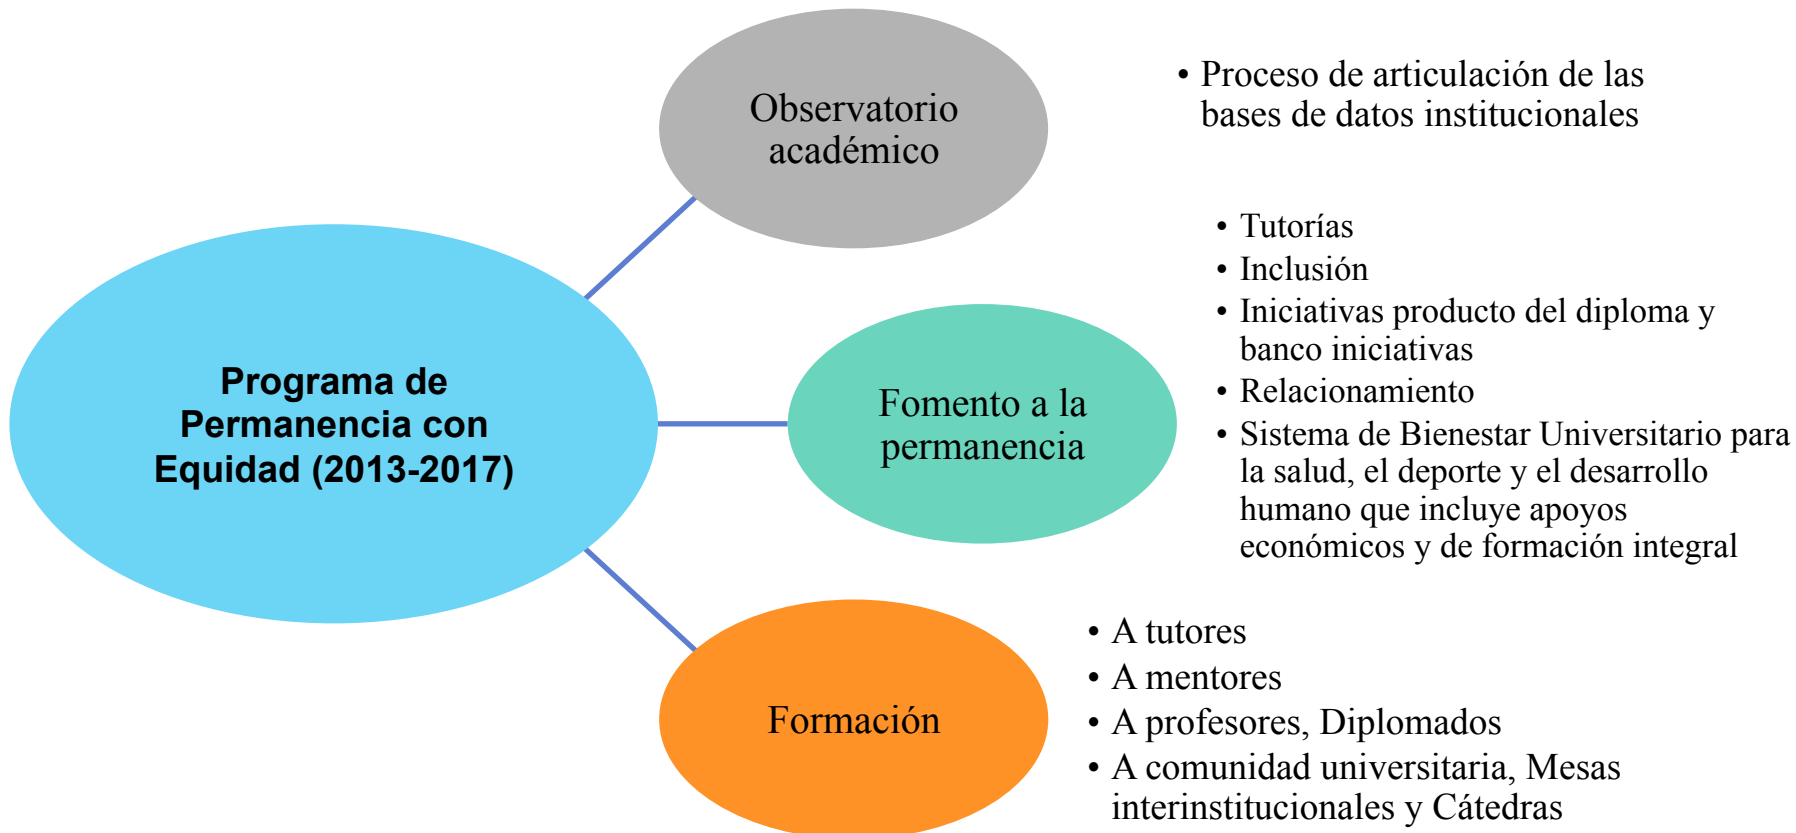 Observatorio
académico
• Proceso de articulación de las
bases de datos institucionales
Programa de
Permanencia con
Equidad (2013-2017)
Fomento a la
permanencia
• Tutorías
• Inclusión
• Iniciativas producto del diploma y
banco iniciativas
• Relacionamiento
• Sistema de Bienestar Universitario para
la salud, el deporte y el desarrollo
humano que incluye apoyos
económicos y de formación integral
Formación
• A tutores
• A mentores
• A profesores, Diplomados
• A comunidad universitaria, Mesas
interinstitucionales y Cátedras